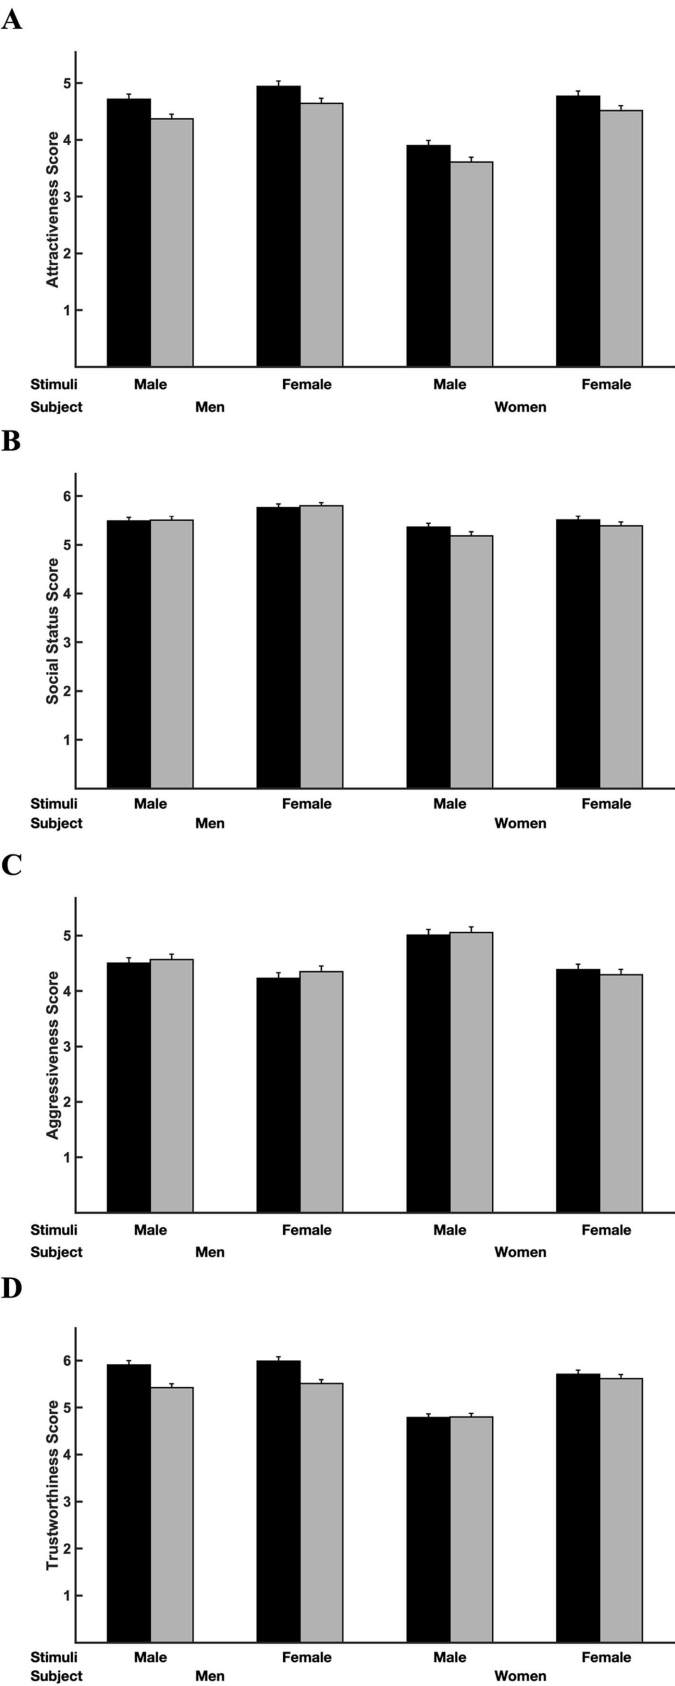 A
Attractiveness Score
5
4
3
2
1
Stimuli Male Female Male Female
Subject Men Women
B
Social Status Score
6
5
4
3
2
1
Stimuli Male Female Male Female
Subject Men Women
C
Aggressiveness Score
5
4
3
2
1
Stimuli Male Female Male Female
Subject Men Women
D
Trustworthiness Score
6
5
4
3
2
1
Stimuli Male Female Male Female
Subject Men Women